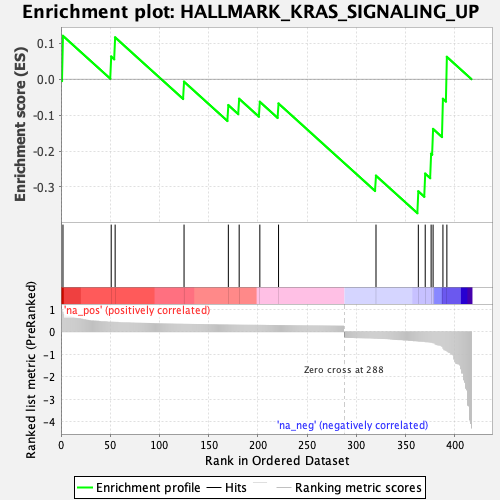 Enrichment plot: HALLMARK_KRAS_SIGNALING_UP
Enrichment score (ES)
0.1
0.0
-0.1
-0.2
-0.3
'na_pos' (positively correlated)
Ranked list metric (PreRanked)
1
0
-1
-2
-3
-4
Zero cross at 288
'na_neg' (negatively correlated)
0 50 100 150 200 250 300 350 400
Rank in Ordered Dataset
Enrichment profile Hits Ranking metric scores